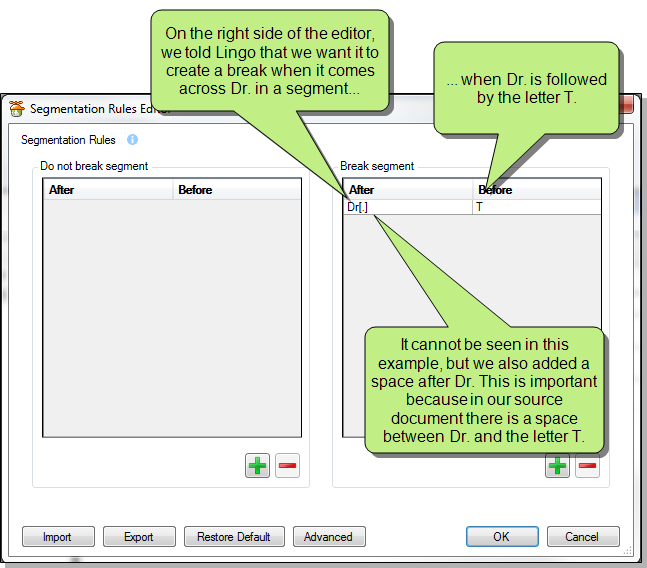 On the right side of the editor,
we told Lingo that we want it to
create a break when it comes
across Dr. in a segment...
... when Dr. is followed
by the letter T.
Segmentation Rules
Segmentation Rules
Do not break segment
Break segment
After Before
After Before
Dr[.] T
It cannot be seen in this
example, but we also added a
space after Dr. This is important
because in our source
document there is a space
between Dr. and the letter T.
Import Export Restore Default Advanced OK Cancel